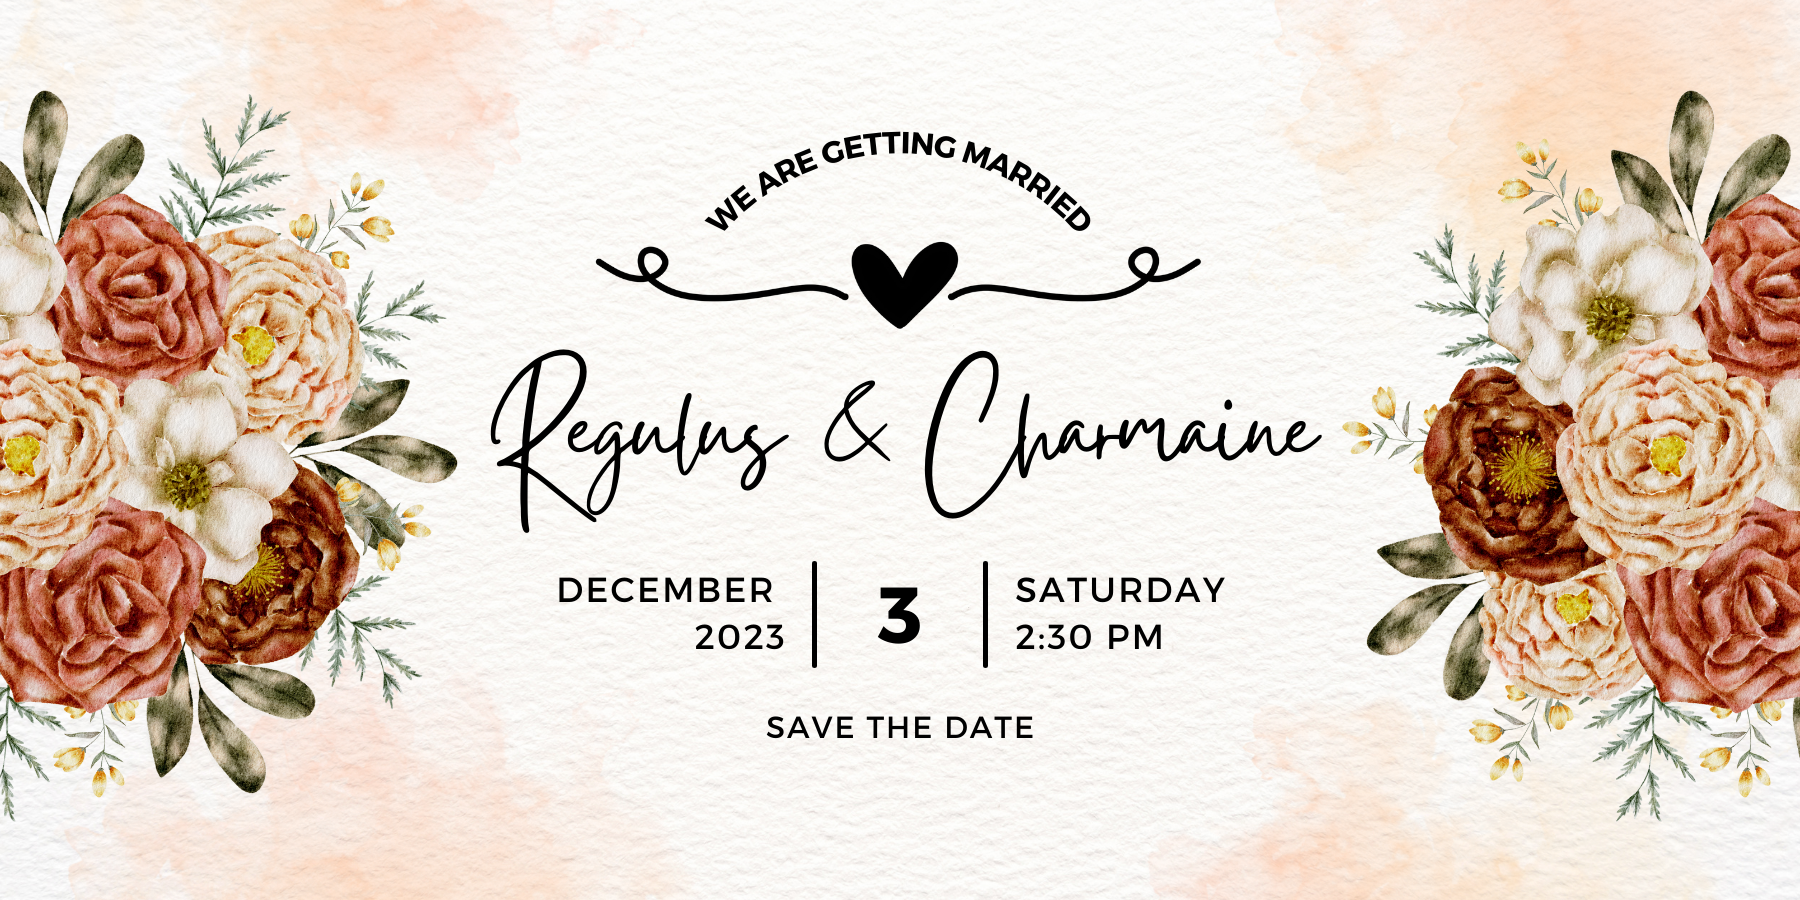 WE ARE GETTING MARRIED
Regulus & Charmaine
DECEMBER
2023
3
SATURDAY
2:30 PM
SAVE THE DATE